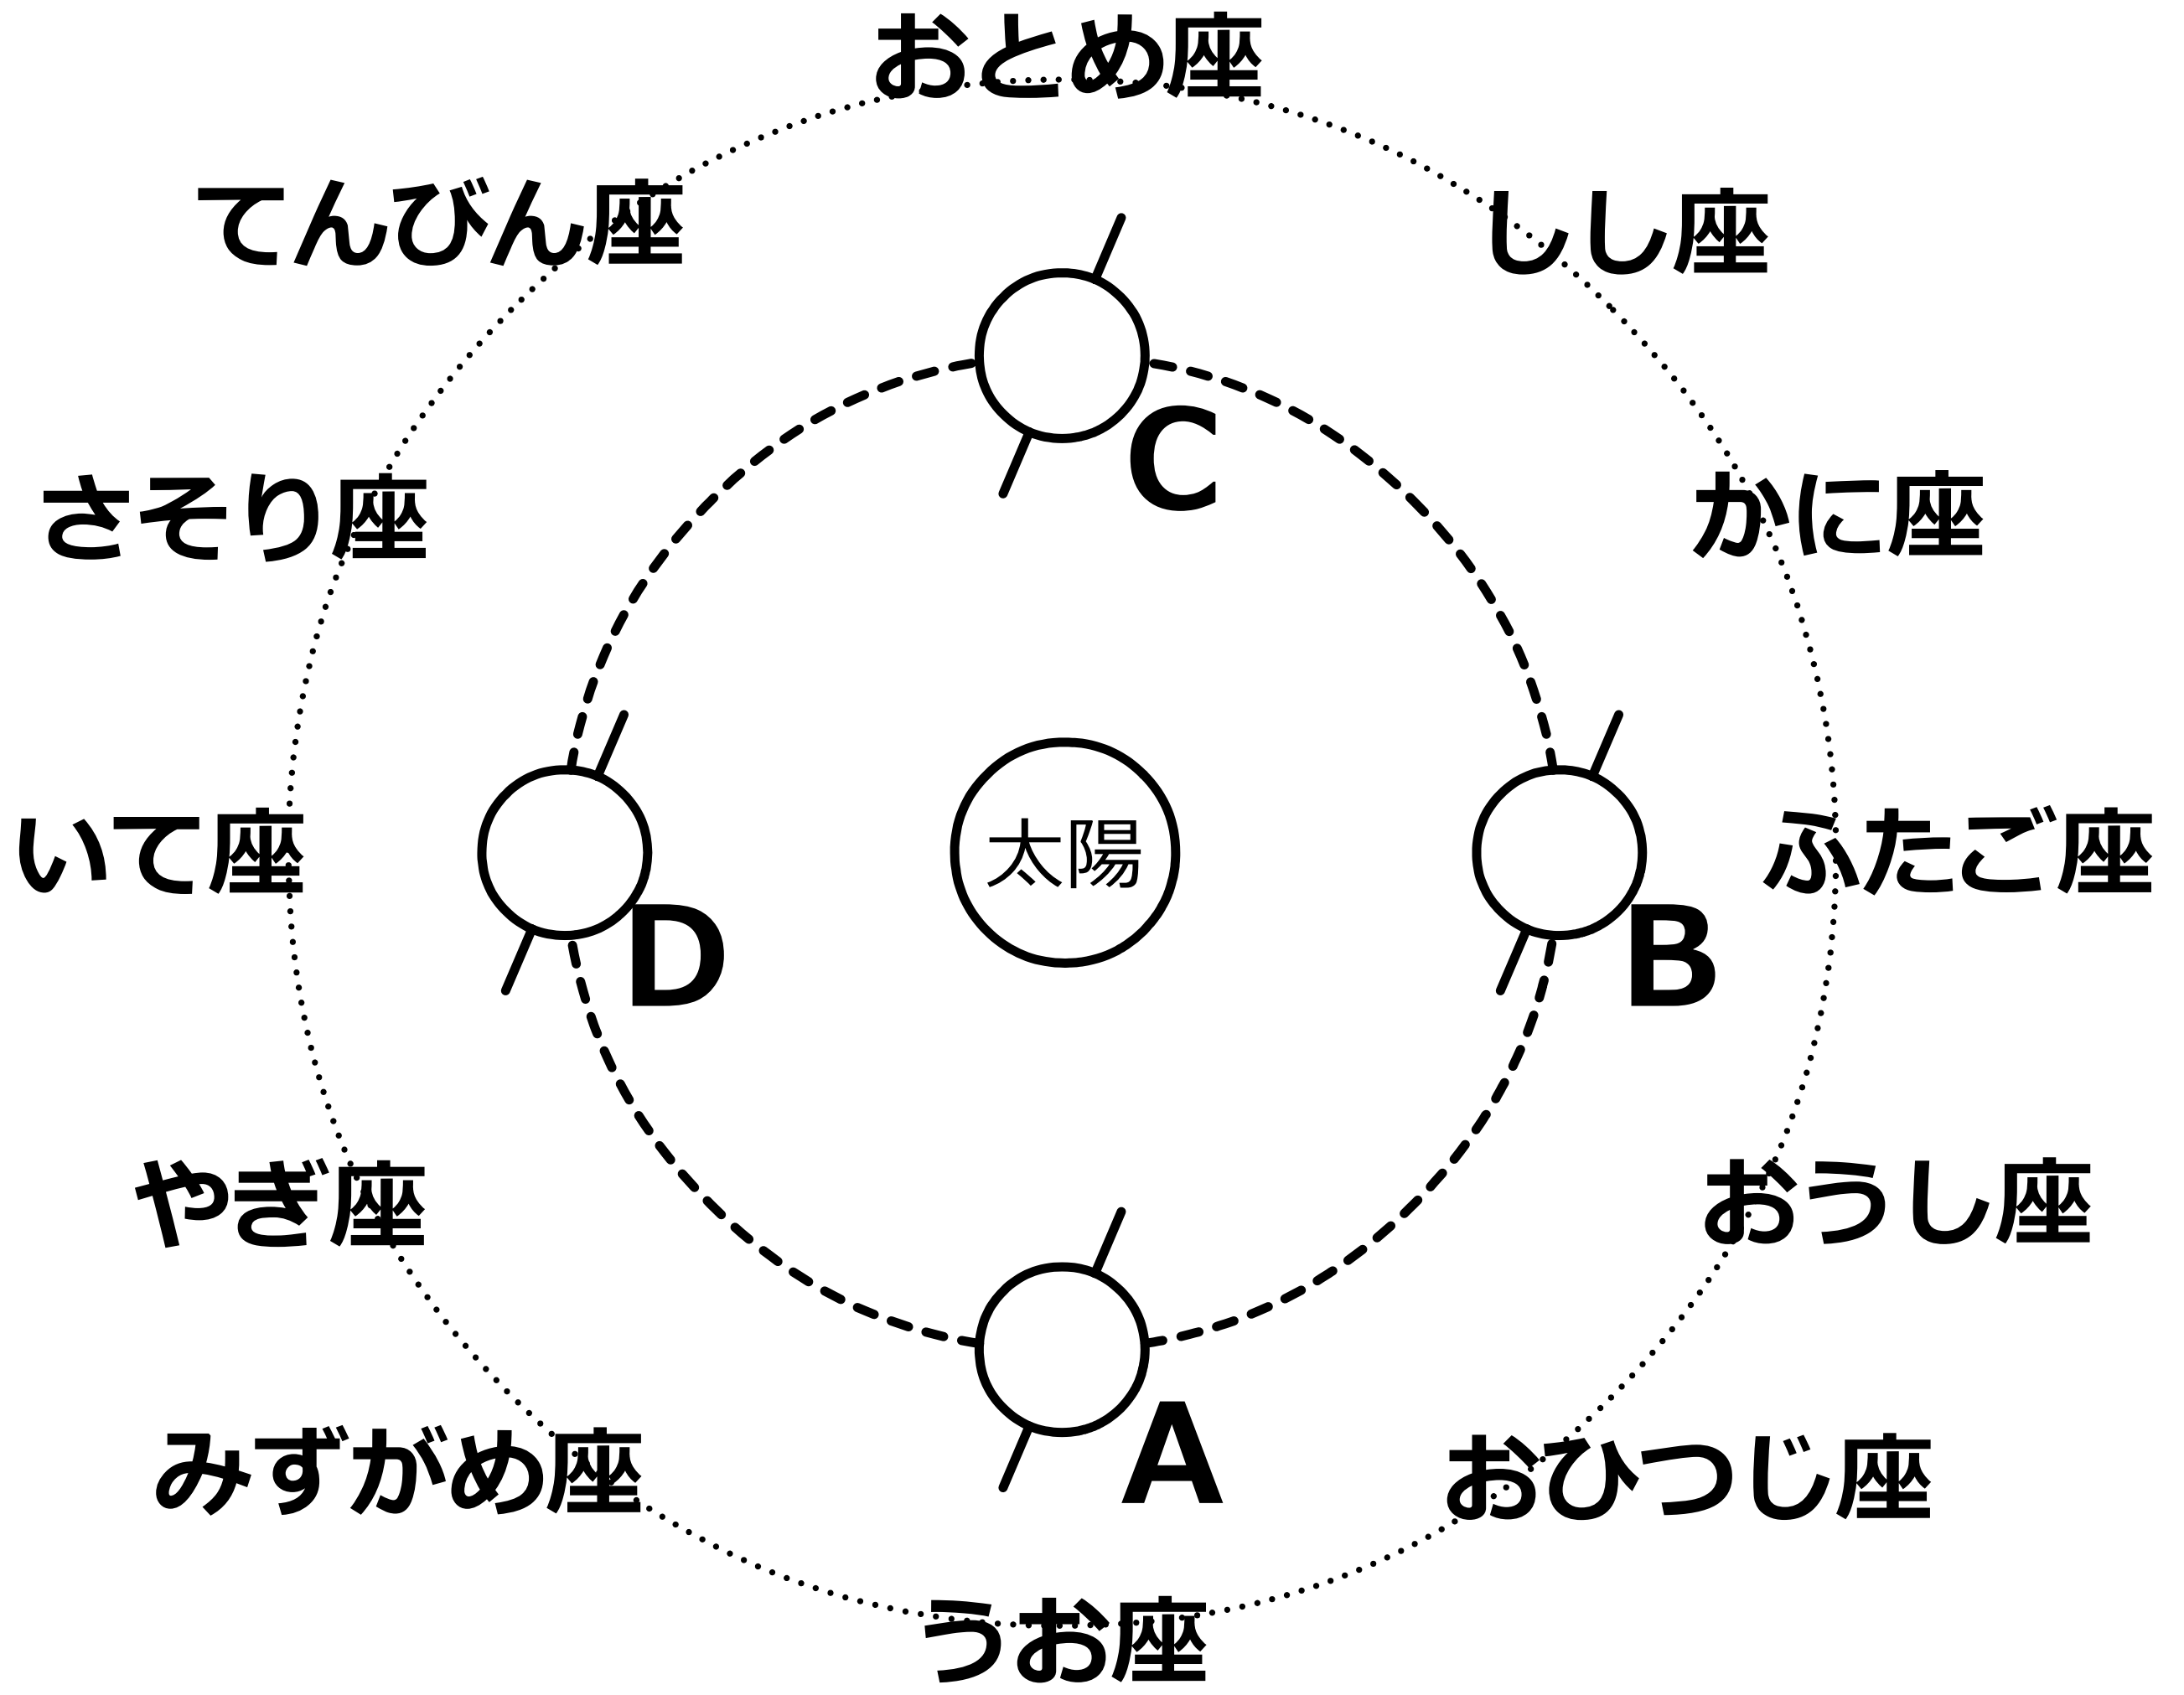 おとめ座
てんびん座
しし座
さそり座
C
かに座
いて座
太陽
ふたご座
D
B
やぎ座
おうし座
みずがめ座
A
おひつじ座
うお座